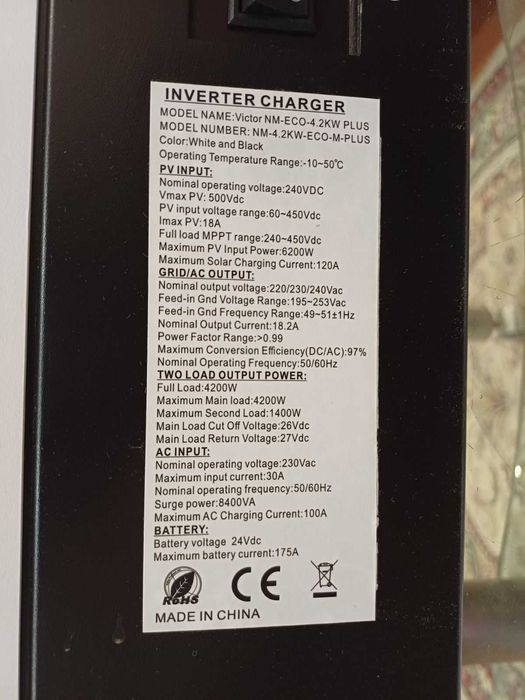 INVERTER CHARGER
MODEL NAME:Victor NM-ECO-4.2KW PLUS
MODEL NUMBER: NM-4.2KW-ECO-M-PLUS
Color:White and Black
Operating Temperature Range:-10~50°C
PV INPUT:
Nominal operating voltage:240VDC
Vmax PV: 500Vdc
PV input voltage range:60~450Vdc
Imax PV:18A
Full load MPPT range:240~450Vdc
Maximum PV Input Power:6200W
Maximum Solar Charging Current:120A
GRID/AC OUTPUT:
Nominal output voltage:220/230/240Vac
Feed-in Gnd Voltage Range:195~253Vac
Feed-in Gnd Frequency Range:49~51±1Hz
Nominal Output Current:18.2A
Power Factor Range:>0.99
Maximum Conversion Efficiency(DC/AC):97%
Nominal Operating Frequency:50/60Hz
TWO LOAD OUTPUT POWER:
Full Load:4200W
Maximum Main load:4200W
Maximum Second Load:1400W
Main Load Cut Off Voltage:26Vdc
Main Load Return Voltage:27Vdc
AC INPUT:
Nominal operating voltage:230Vac
Maximum input current:30A
Nominal operating frequency:50/60Hz
Surge power:8400VA
Maximum AC Charging Current:100A
BATTERY:
Battery voltage 24Vdc
Maximum battery current:175A
RoHS CE
MADE IN CHINA